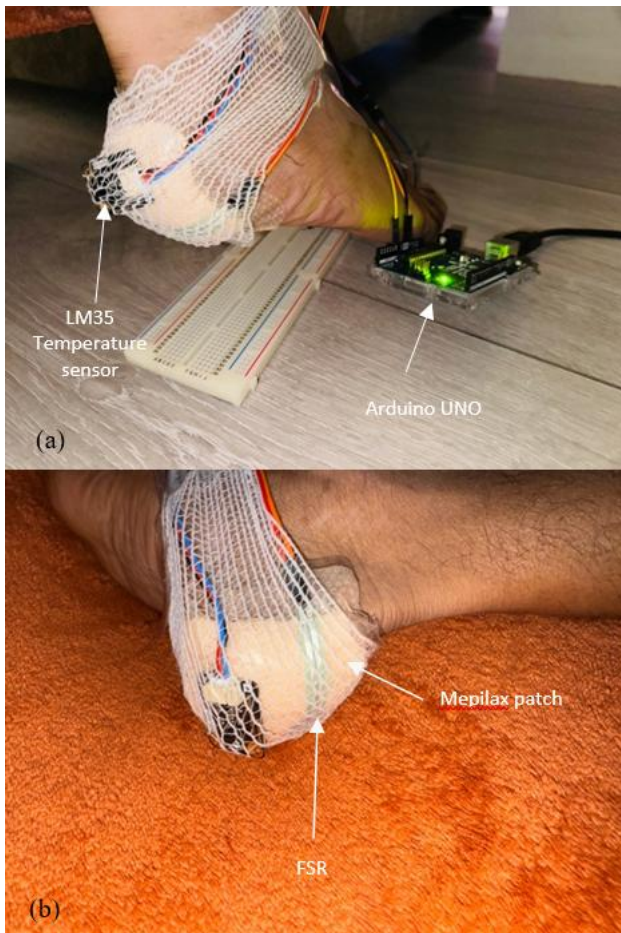 LM35
Temperature
sensor
Arduino UNO
(a)
Mepilax patch
FSR
(b)